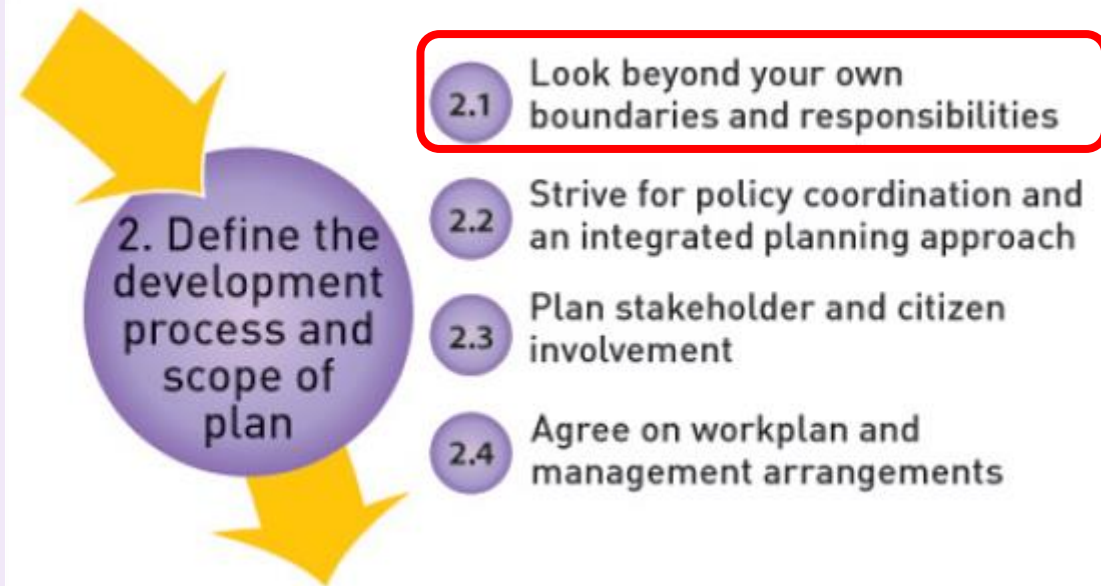 2. Define the
development
process and
scope of
plan
2.1
Look beyond your own
boundaries and responsibilities
2.2
Strive for policy coordination and
an integrated planning approach
2.3
Plan stakeholder and citizen
involvement
2.4
Agree on workplan and
management arrangements